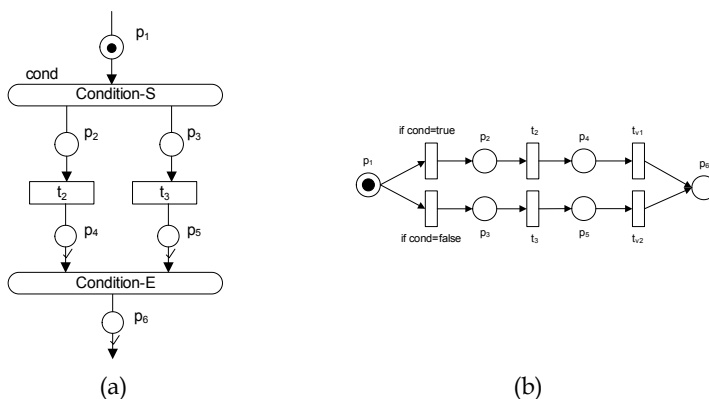 p1
cond
Condition-S
p2
p3
t2
t3
p4
p5
Condition-E
p6
(a)
if cond=true
p2
t2
p4
tv1
p1
p6
if cond=false
p3
t3
p5
tv2
(b)